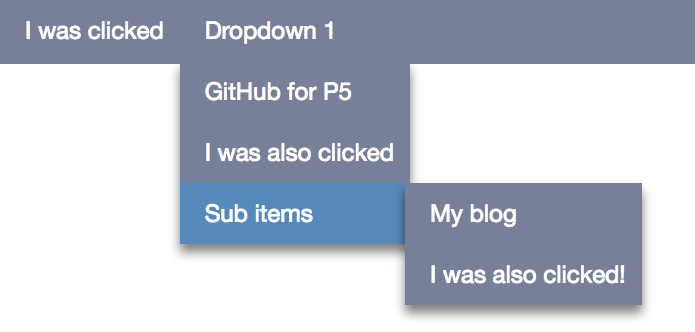 I was clicked
Dropdown 1
GitHub for P5
I was also clicked
Sub items
My blog
I was also clicked!